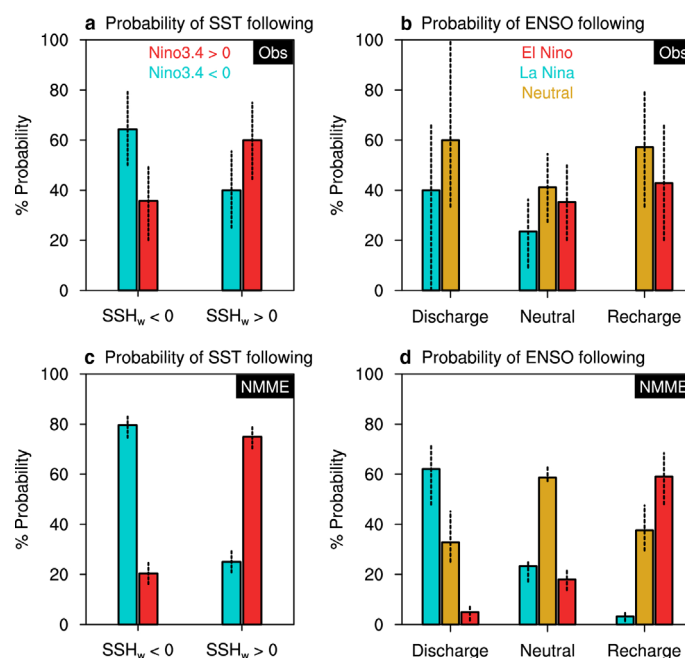 a Probability of SST following
Obs
Nino3.4 > 0
Nino3.4 < 0
% Probability
100
80
60
40
20
0
SSHw < 0
SSHw > 0
b Probability of ENSO following
Obs
El Nino
La Nina
Neutral
% Probability
100
80
60
40
20
0
Discharge
Neutral
Recharge
c Probability of SST following
NMME
% Probability
100
80
60
40
20
0
SSHw < 0
SSHw > 0
d Probability of ENSO following
NMME
% Probability
100
80
60
40
20
0
Discharge
Neutral
Recharge